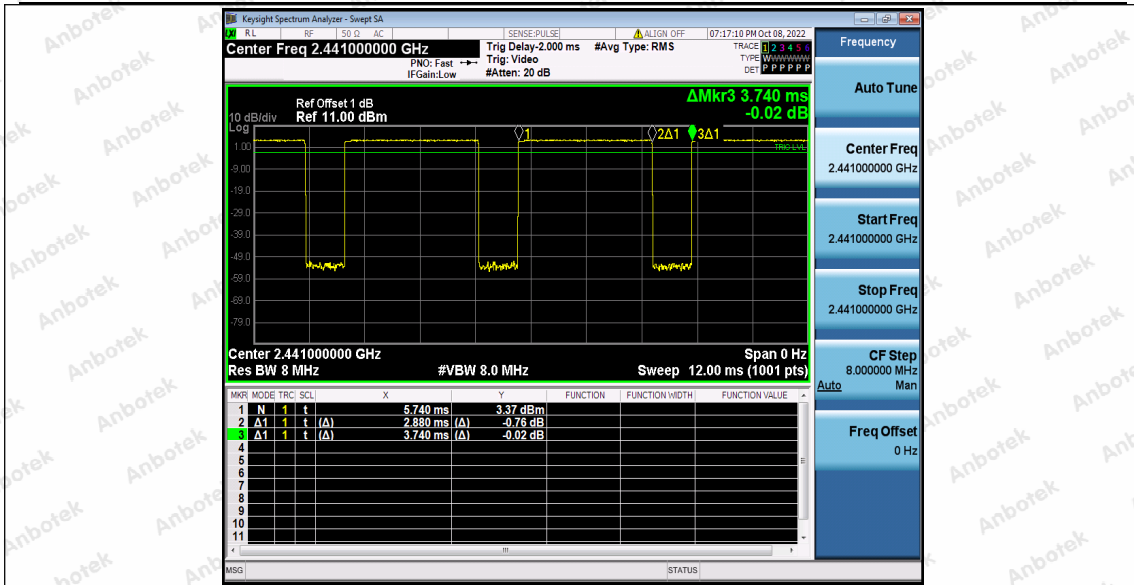 Keysight Spectrum Analyzer - Swept SA
LXI RL RF 50 Ω AC SENSE:PULSE ALIGN OFF 07:17:10 PM Oct 08, 2022
Center Freq 2.441000000 GHz
PNO: Fast
IFGain:Low
Trig Delay-2.000 ms
Trig: Video
#Atten: 20 dB
#Avg Type: RMS
TRACE 1 2 3 4 5 6
TYPE WWWWWW
DET P P P P P P
ΔMkr3 3.740 ms
-0.02 dB
Ref Offset 1 dB
10 dB/div Ref 11.00 dBm
Log
1.00
-9.00
-19.0
-29.0
-39.0
-49.0
-59.0
-69.0
-79.0
1
2Δ1
3Δ1
TRIG LVL
Center 2.441000000 GHz Span 0 Hz
Res BW 8 MHz #VBW 8.0 MHz Sweep 12.00 ms (1001 pts)
MKR MODE TRC SCL X Y FUNCTION FUNCTION WIDTH FUNCTION VALUE
1 N 1 t 5.740 ms 3.37 dBm
2 Δ1 1 t (Δ) 2.880 ms (Δ) -0.76 dB
3 Δ1 1 t (Δ) 3.740 ms (Δ) -0.02 dB
4
5
6
7
8
9
10
11
MSG STATUS
Frequency
Auto Tune
Center Freq
2.441000000 GHz
Start Freq
2.441000000 GHz
Stop Freq
2.441000000 GHz
CF Step
8.000000 MHz
Auto Man
Freq Offset
0 Hz
Anbotek